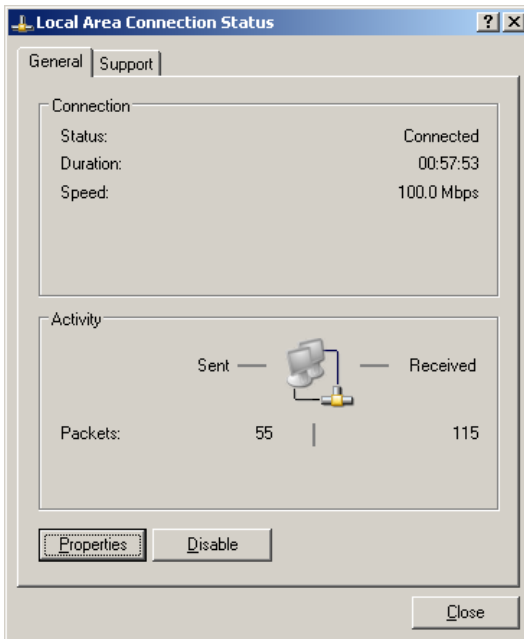 Local Area Connection Status
General Support
Connection
Status: Connected
Duration: 00:57:53
Speed: 100.0 Mbps
Activity
Sent Received
Packets: 55 115
Properties Disable
Close